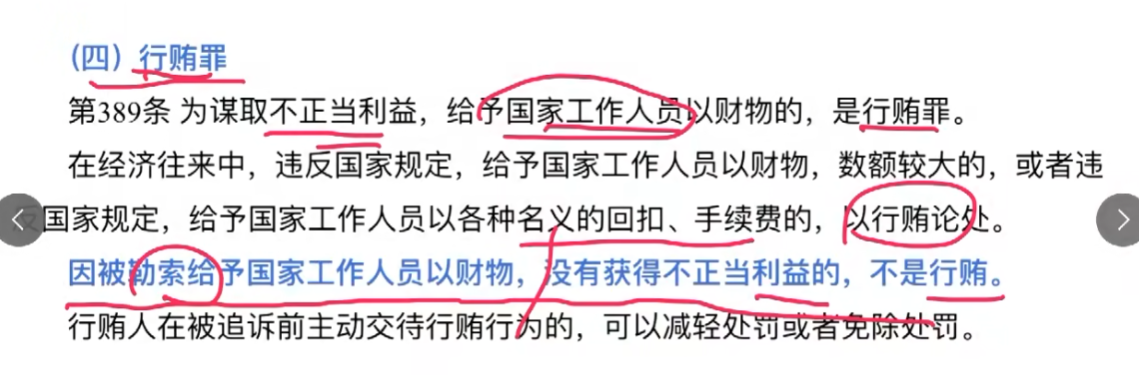 （四）行贿罪
第389条 为谋取不正当利益，给予国家工作人员以财物的，是行贿罪。
在经济往来中，违反国家规定，给予国家工作人员以财物，数额较大的，或者违
反国家规定，给予国家工作人员以各种名义的回扣、手续费的，以行贿论处。
因被勒索给予国家工作人员以财物，没有获得不正当利益的，不是行贿。
行贿人在被追诉前主动交待行贿行为的，可以减轻处罚或者免除处罚。